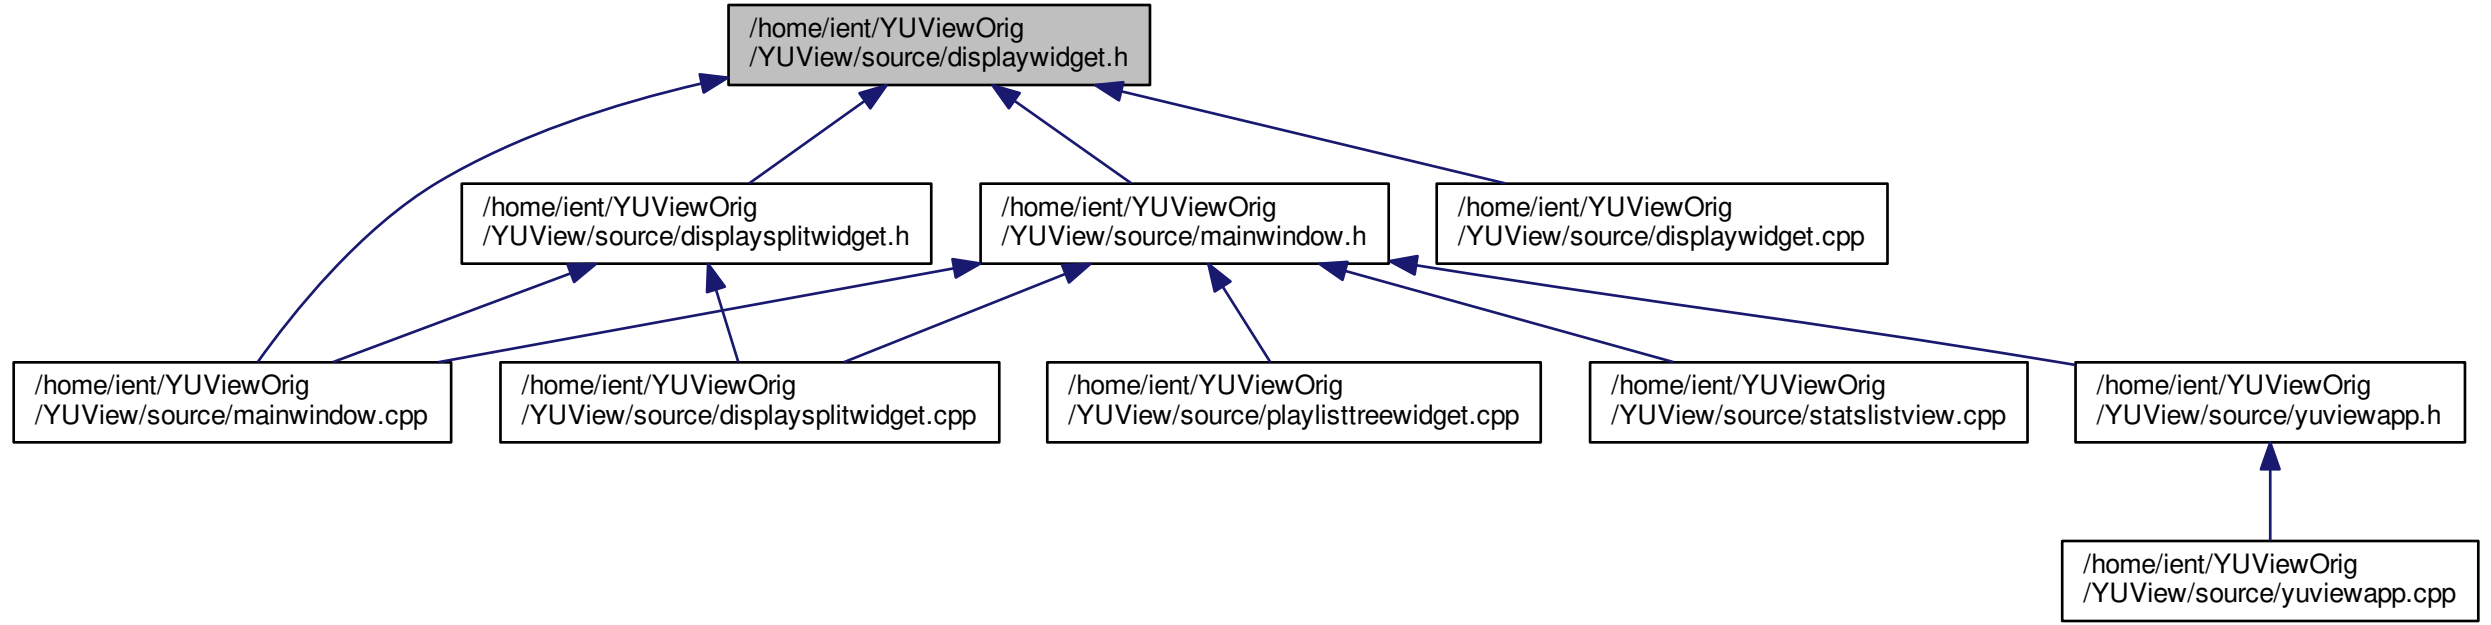 /home/ient/YUViewOrig
/YUView/source/displaywidget.h
/home/ient/YUViewOrig
/YUView/source/displaysplitwidget.h
/home/ient/YUViewOrig
/YUView/source/mainwindow.h
/home/ient/YUViewOrig
/YUView/source/displaywidget.cpp
/home/ient/YUViewOrig
/YUView/source/mainwindow.cpp
/home/ient/YUViewOrig
/YUView/source/displaysplitwidget.cpp
/home/ient/YUViewOrig
/YUView/source/playlisttreewidget.cpp
/home/ient/YUViewOrig
/YUView/source/statslistview.cpp
/home/ient/YUViewOrig
/YUView/source/yuviewapp.h
/home/ient/YUViewOrig
/YUView/source/yuviewapp.cpp